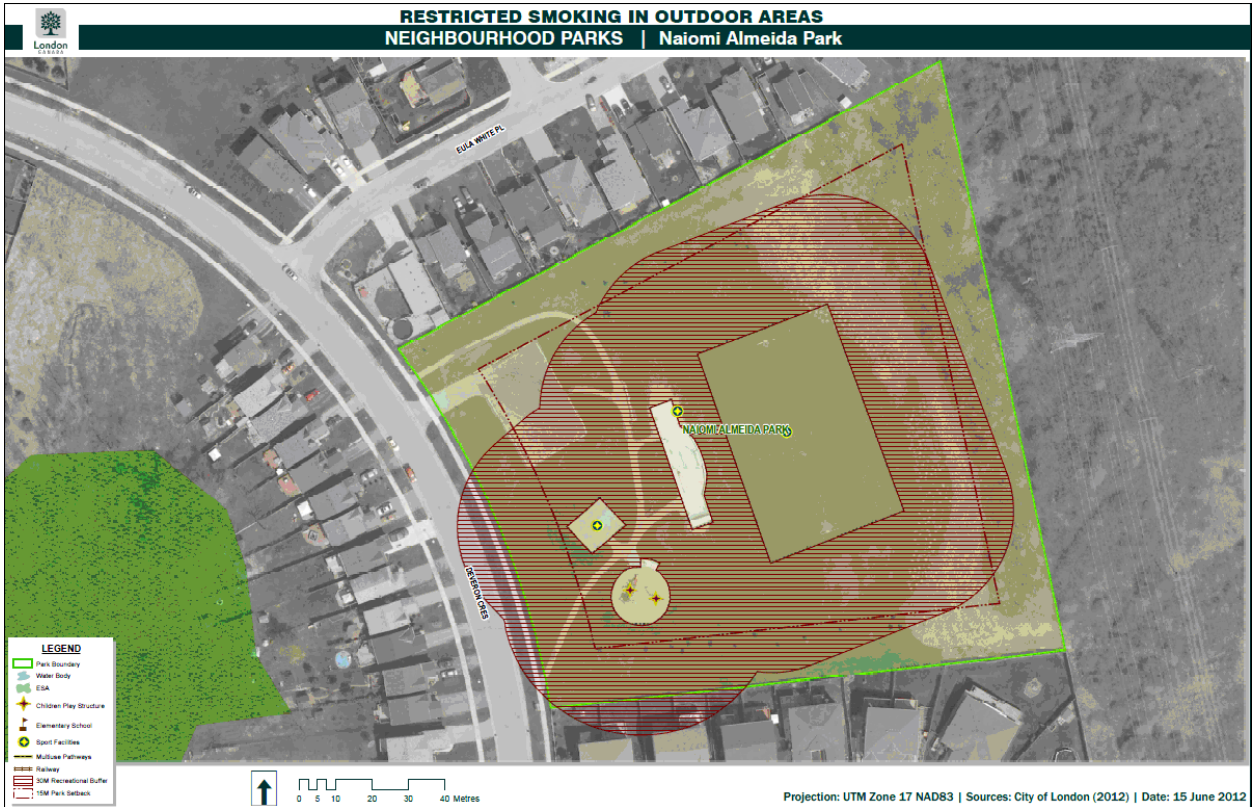 RESTRICTED SMOKING IN OUTDOOR AREAS
NEIGHBOURHOOD PARKS | Naiomi Almeida Park
London
CANADA
EULA WHITE PL
NAIOMI ALMEIDA PARK
DEVERON CRES
LEGEND
Park Boundary
Water Body
ESA
Children Play Structure
Elementary School
Sport Facilities
Multiuse Pathways
Railway
30M Recreational Buffer
15M Park Setback
0 5 10 20 30 40 Metres
Projection: UTM Zone 17 NAD83 | Sources: City of London (2012) | Date: 15 June 2012